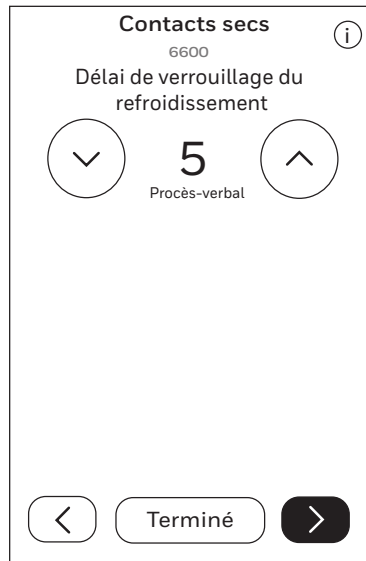 Contacts secs
i
6600
Délai de verrouillage du
refroidissement
5
Procès-verbal
Terminé